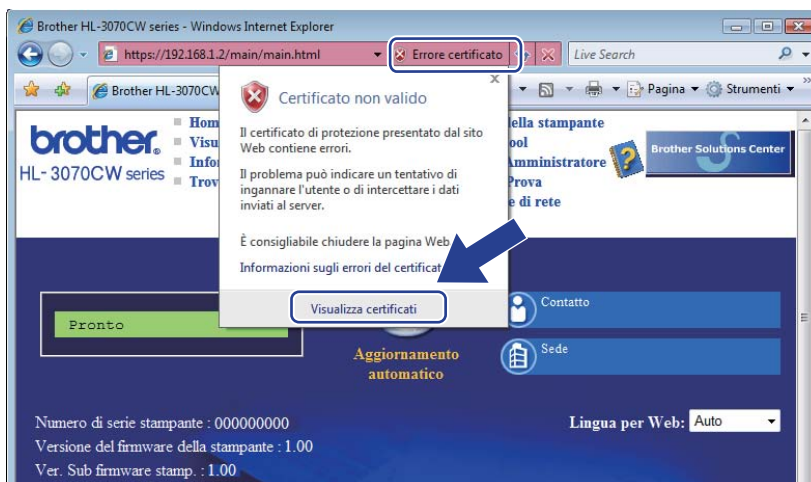 Brother HL-3070CW series - Windows Internet Explorer
https://192.168.1.2/main/main.html
Errore certificato
Live Search
Brother HL-3070CW
Pagina
Strumenti
Certificato non valido
Il certificato di protezione presentato dal sito
Web contiene errori.
Il problema può indicare un tentativo di
ingannare l'utente o di intercettare i dati
inviati al server.
È consigliabile chiudere la pagina Web
Informazioni sugli errori del certificat
Visualizza certificati
brother
HL-3070CW series
Hom
Visu
Info
Trov
ella stampante
ool
Amministratore
Prova
e di rete
Brother Solutions Center
Pronto
Aggiornamento
automatico
Contatto
Sede
Numero di serie stampante : 000000000
Versione del firmware della stampante : 1.00
Ver. Sub firmware stamp. : 1.00
Lingua per Web: Auto